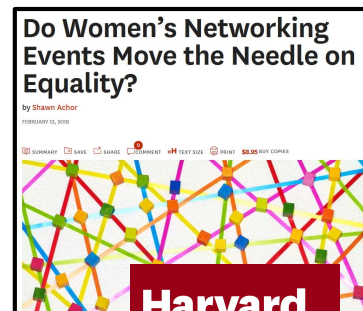 Do Women's Networking
Events Move the Needle on
Equality?
by Shawn Achor
FEBRUARY 13, 2018
SUMMARY SAVE SHARE 9 COMMENT TEXT SIZE PRINT $8.95 BUY COPIES
Harvard